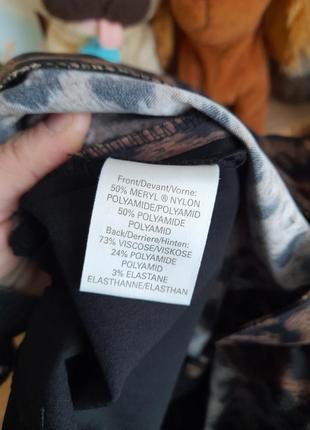 Front/Devant/Vorne:
50% MERYL ® NYLON
POLYAMIDE/POLYAMID
50% POLYAMIDE
POLYAMID
Back/Derriere/Hinten:
73% VISCOSE/VISKOSE
24% POLYAMIDE
POLYAMID
3% ELASTANE
ELASTHANNE/ELASTHAN